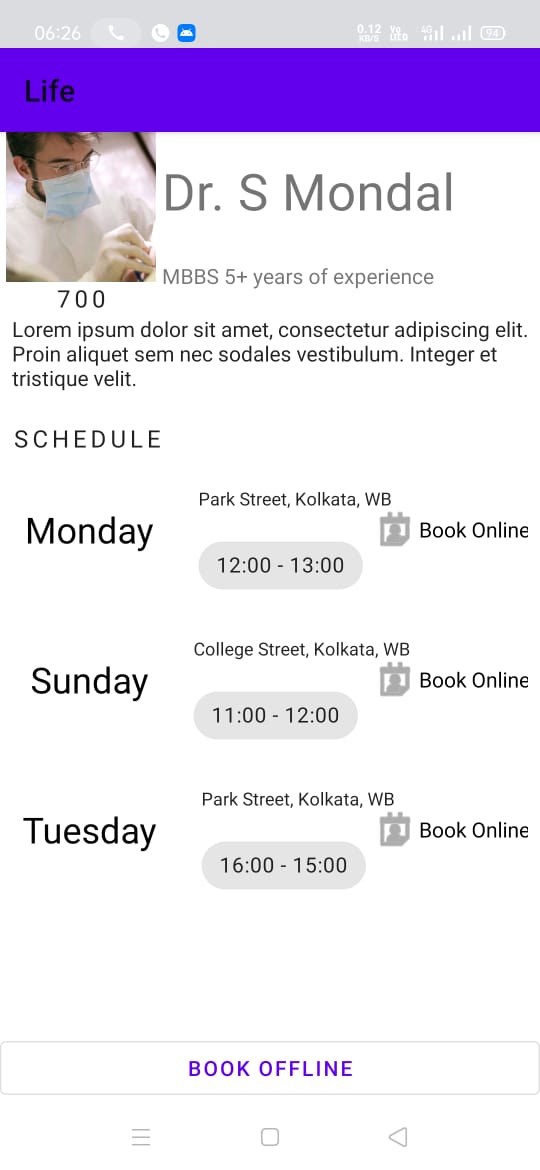 06:26 0.12 KB/S Vo LTE 4G 94
Life
Dr. S Mondal
MBBS 5+ years of experience
700
Lorem ipsum dolor sit amet, consectetur adipiscing elit.
Proin aliquet sem nec sodales vestibulum. Integer et
tristique velit.
SCHEDULE
Park Street, Kolkata, WB
Monday
Book Online
12:00 - 13:00
College Street, Kolkata, WB
Sunday
Book Online
11:00 - 12:00
Park Street, Kolkata, WB
Tuesday
Book Online
16:00 - 15:00
BOOK OFFLINE